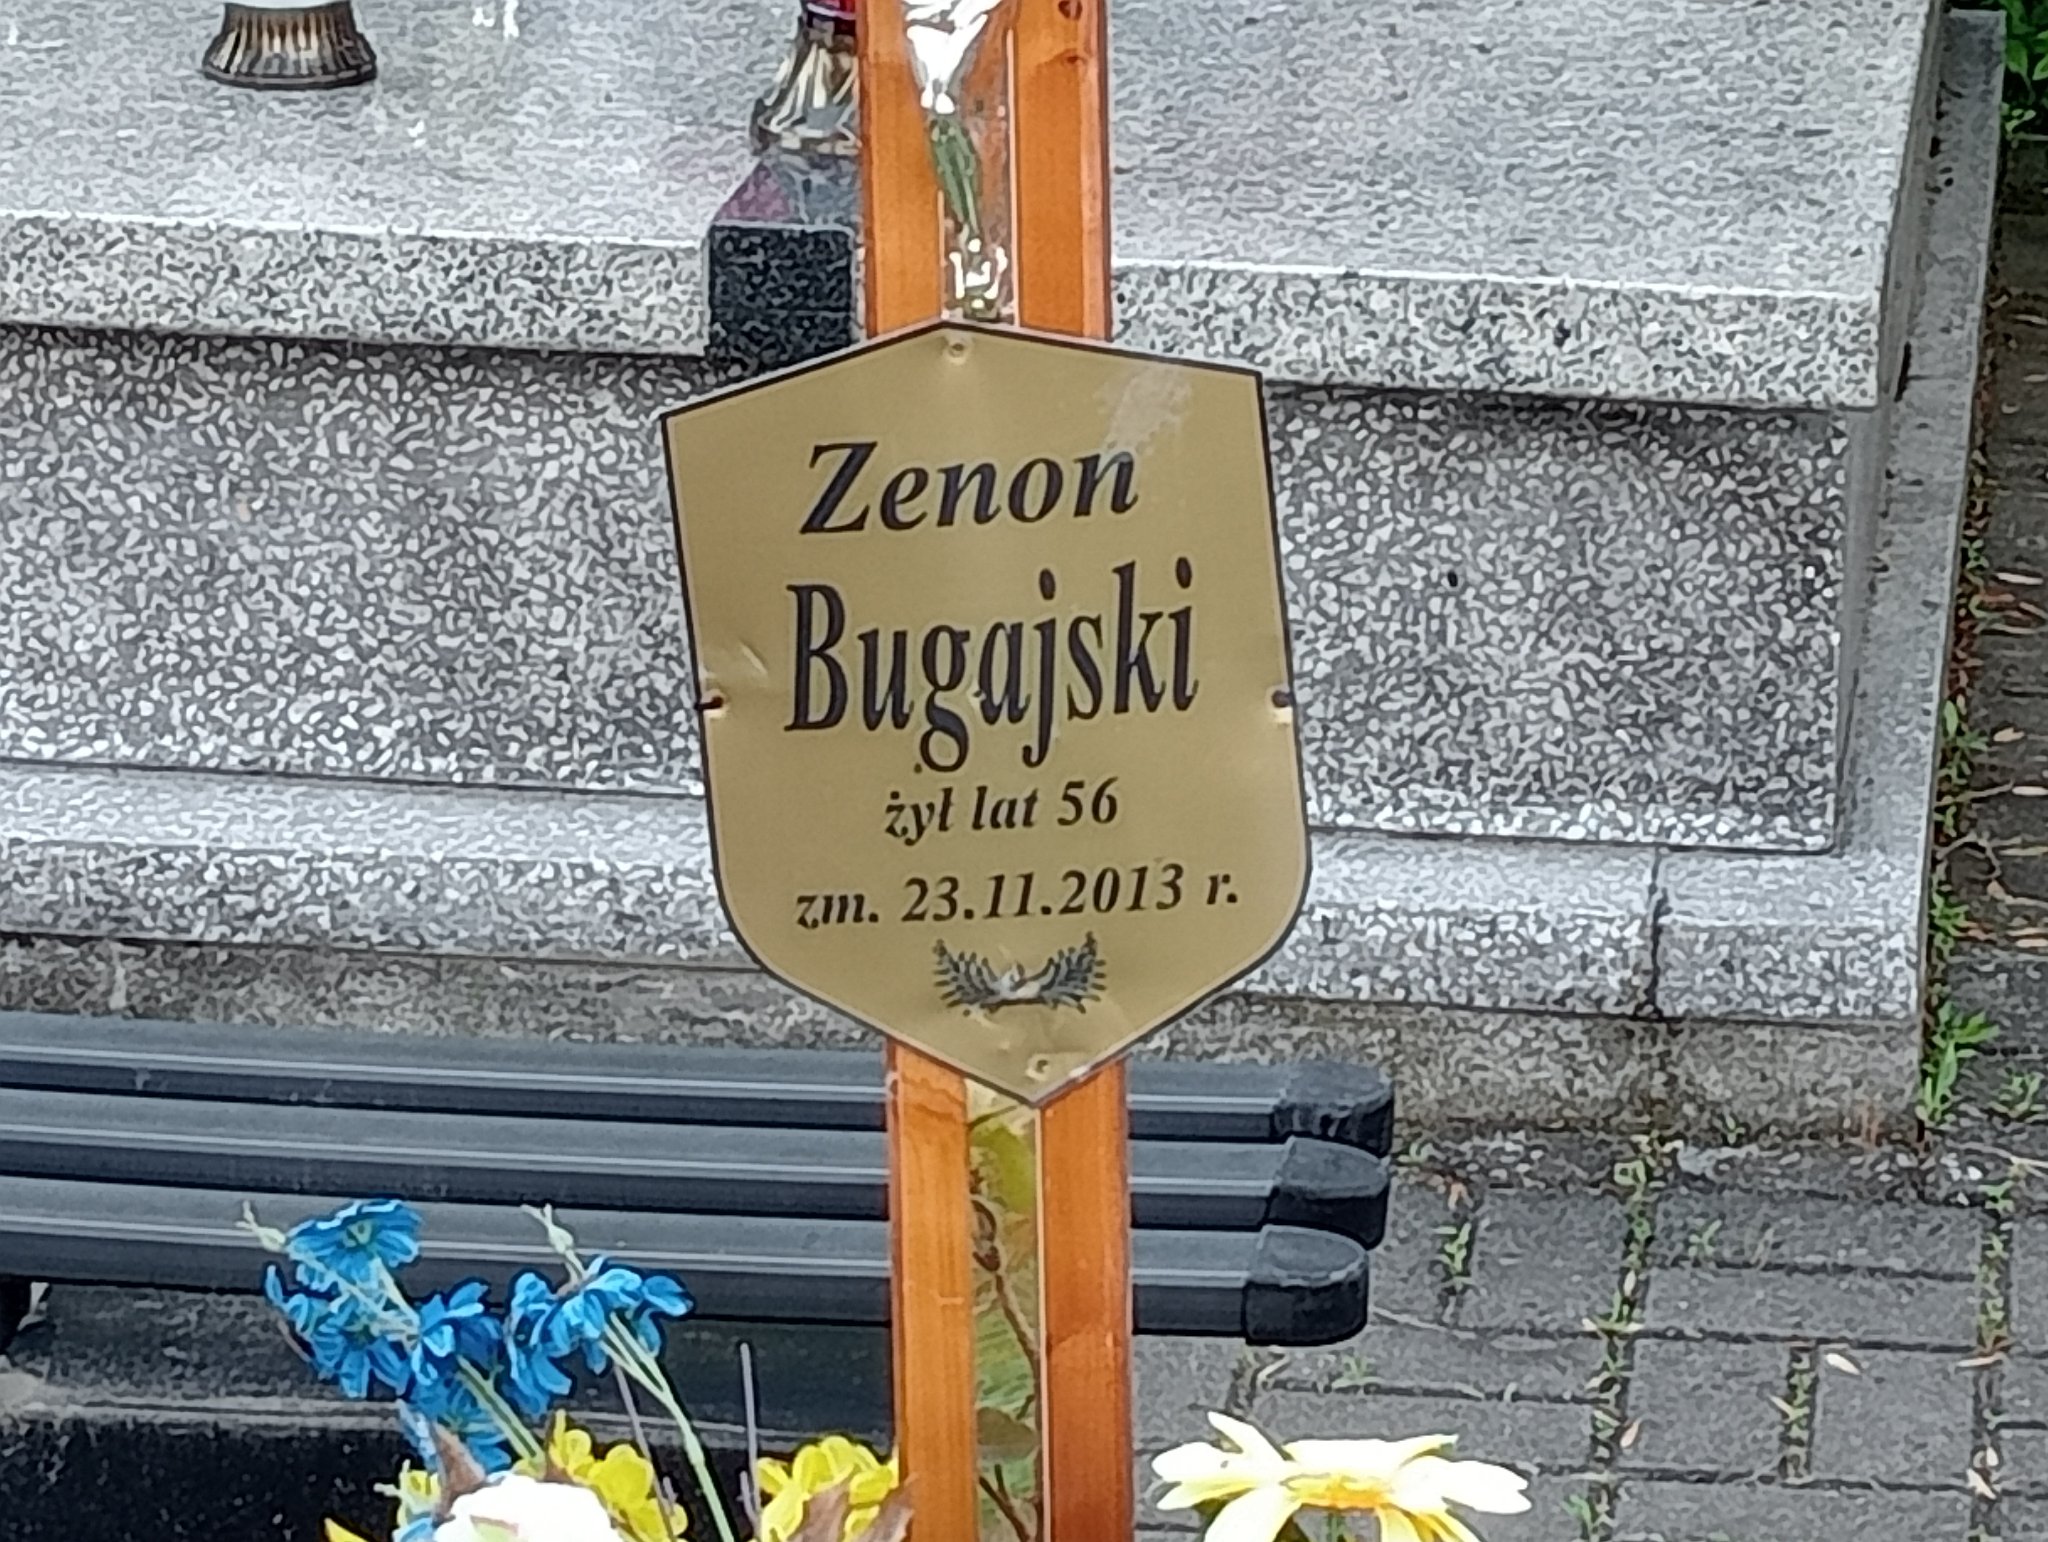 Zenon
Bugajski
żył lat 56
zm. 23.11.2013 r.